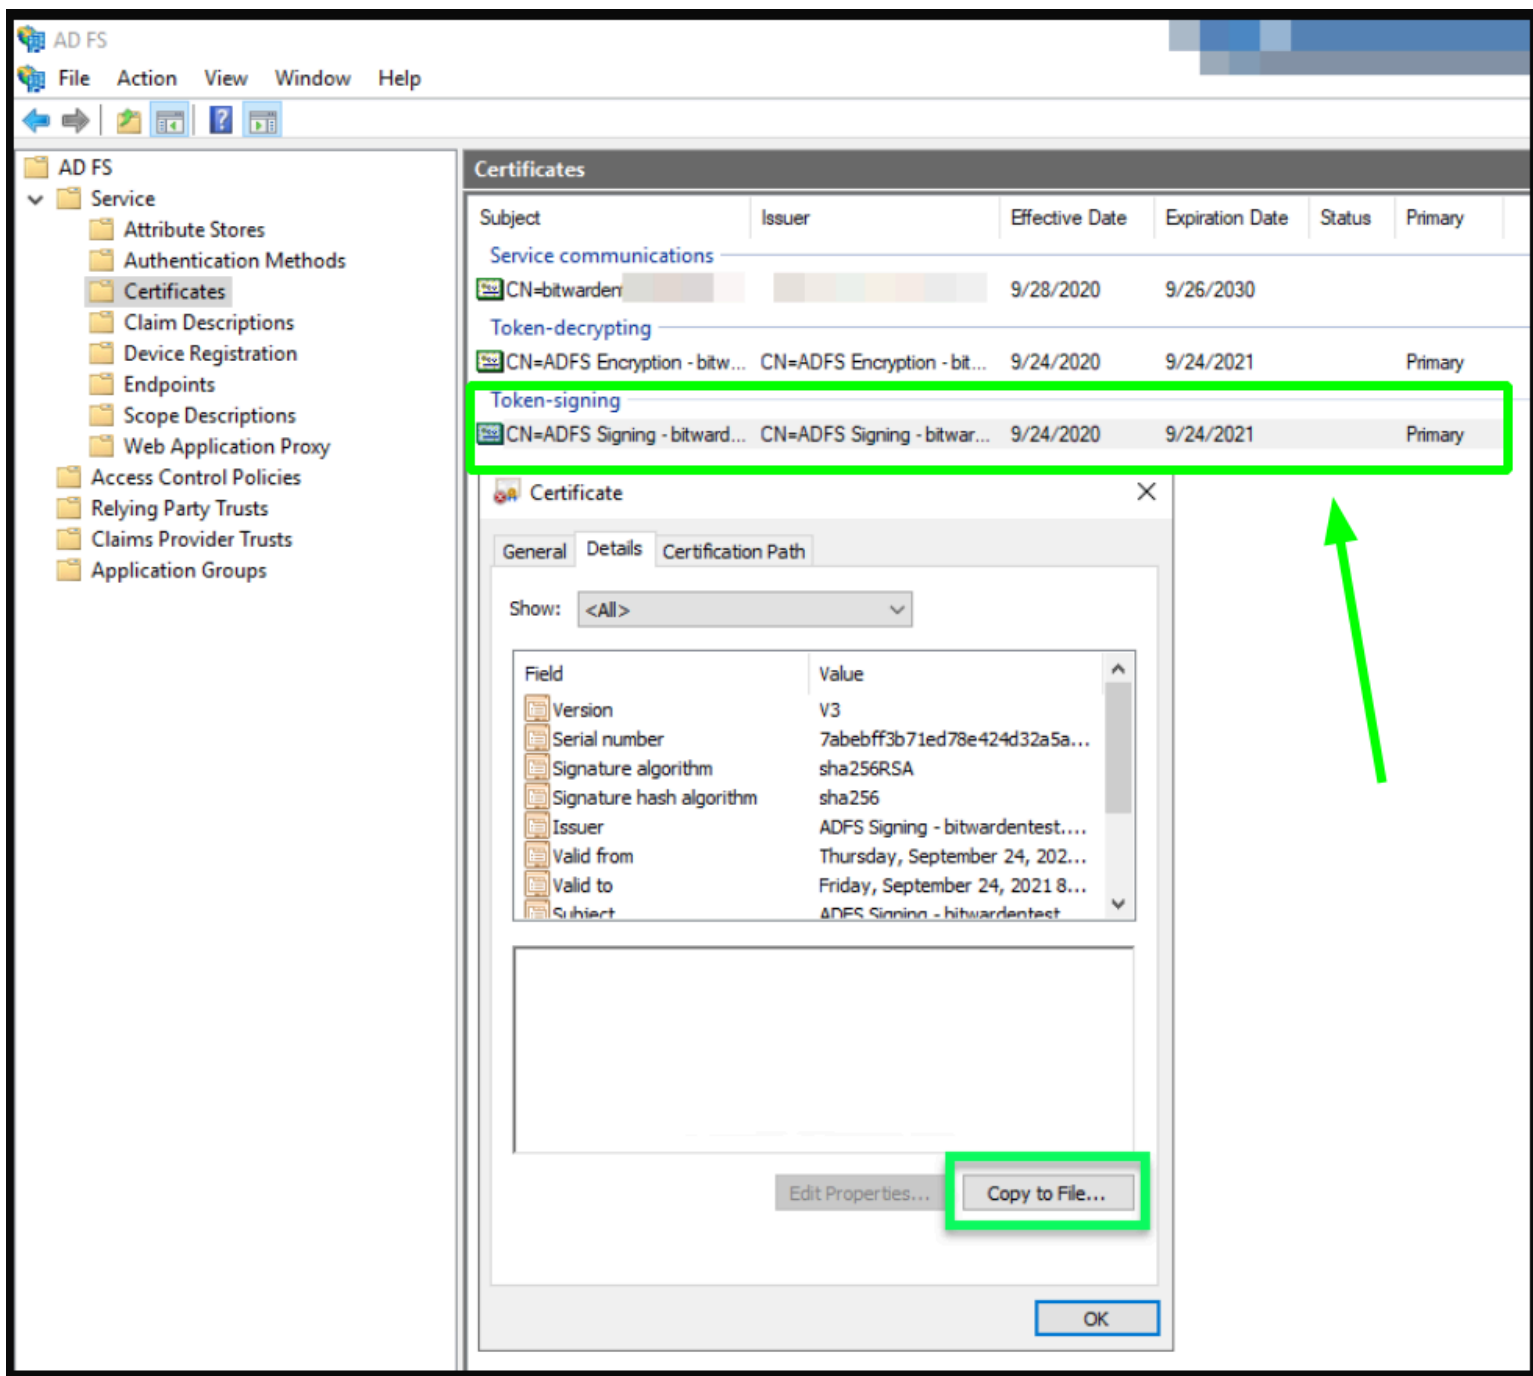 AD FS
File Action View Window Help
AD FS
Service
Attribute Stores
Authentication Methods
Certificates
Claim Descriptions
Device Registration
Endpoints
Scope Descriptions
Web Application Proxy
Access Control Policies
Relying Party Trusts
Claims Provider Trusts
Application Groups
Certificates
Subject Issuer Effective Date Expiration Date Status Primary
Service communications
CN=bitwarden 9/28/2020 9/26/2030
Token-decrypting
CN=ADFS Encryption - bitw... CN=ADFS Encryption - bit... 9/24/2020 9/24/2021 Primary
Token-signing
CN=ADFS Signing - bitward... CN=ADFS Signing - bitwar... 9/24/2020 9/24/2021 Primary
Certificate
General Details Certification Path
Show: <All>
Field Value
Version V3
Serial number 7abebff3b71ed78e424d32a5a...
Signature algorithm sha256RSA
Signature hash algorithm sha256
Issuer ADFS Signing - bitwardentest....
Valid from Thursday, September 24, 202...
Valid to Friday, September 24, 2021 8...
Subject ADFS Signing - bitwardentest
Edit Properties... Copy to File...
OK